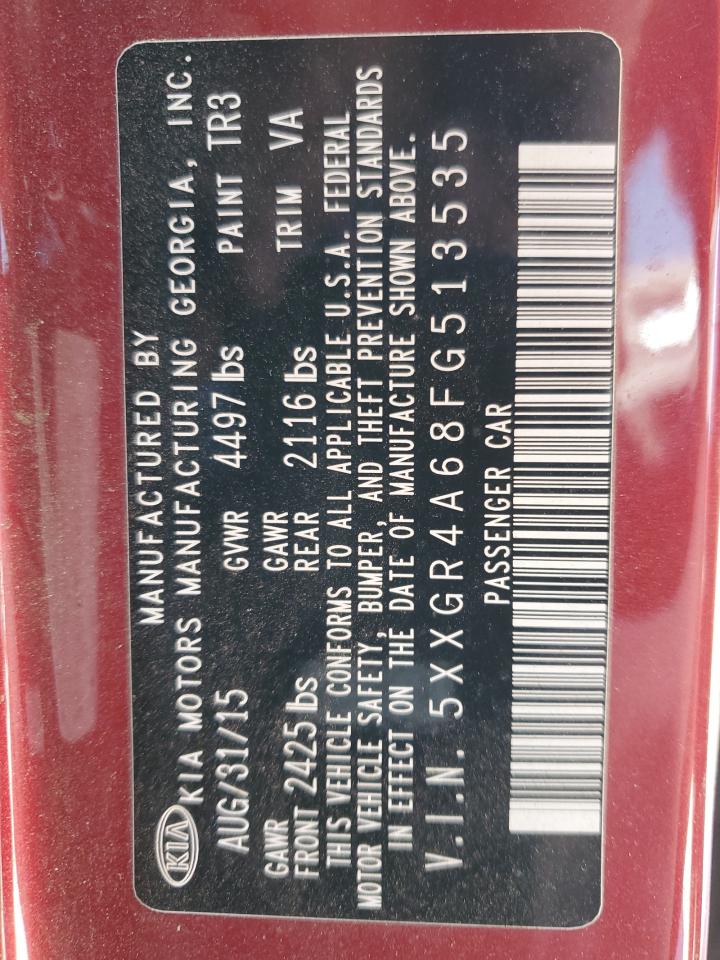 MANUFACTURED BY
KIA KIA MOTORS MANUFACTURING GEORGIA, INC.
AUG/31/15 GVWR 4497 lbs PAINT TR3
GAWR GAWR
FRONT 2425 lbs REAR 2116 lbs TRIM VA
THIS VEHICLE CONFORMS TO ALL APPLICABLE U.S.A. FEDERAL
MOTOR VEHICLE SAFETY, BUMPER, AND THEFT PREVENTION STANDARDS
IN EFFECT ON THE DATE OF MANUFACTURE SHOWN ABOVE.
V.I.N. 5XXGR4A68FG513535
PASSENGER CAR